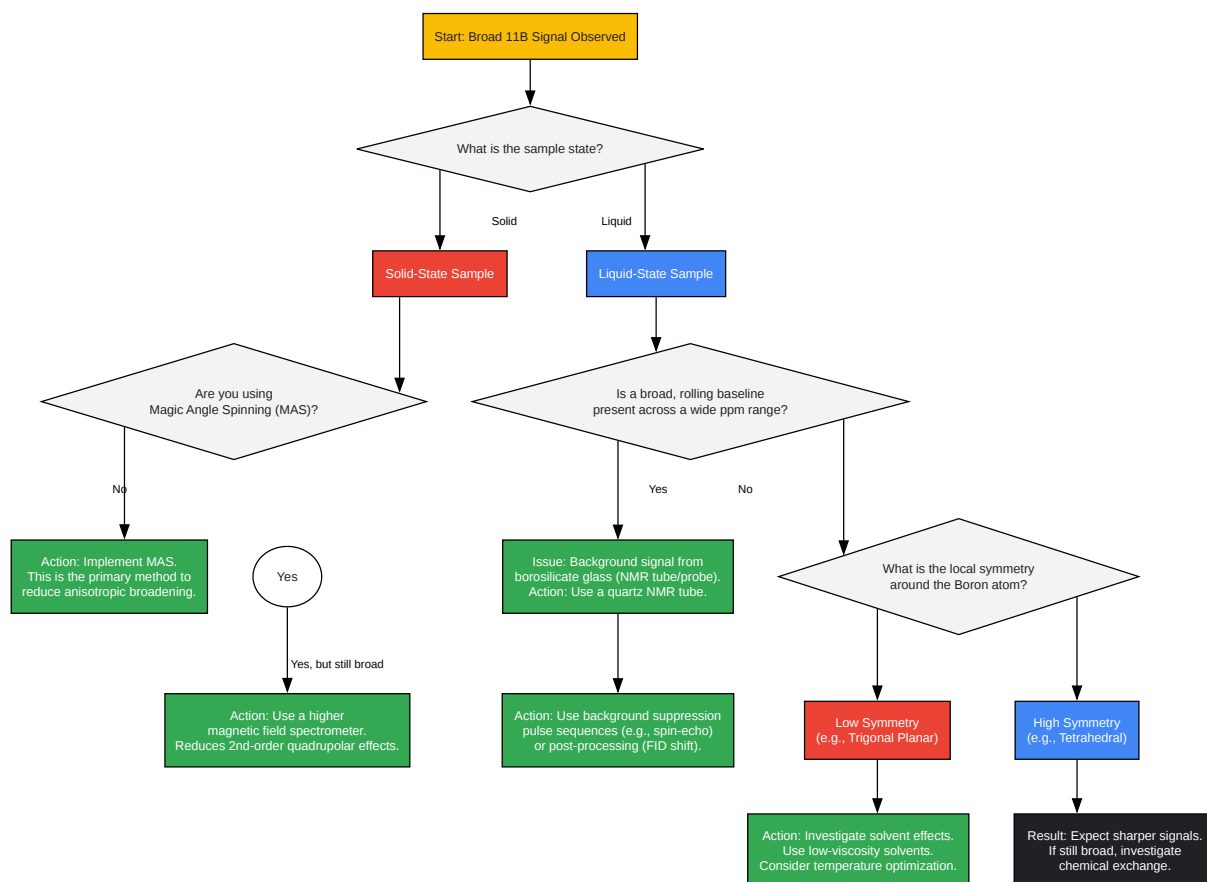 Start: Broad 11B Signal Observed
What is the sample state?
Solid
Liquid
Solid-State Sample
Liquid-State Sample
Are you using
Magic Angle Spinning (MAS)?
Is a broad, rolling baseline
present across a wide ppm range?
No
Yes
No
Action: Implement MAS.
This is the primary method to
reduce anisotropic broadening.
Yes
Issue: Background signal from
borosilicate glass (NMR tube/probe).
Action: Use a quartz NMR tube.
What is the local symmetry
around the Boron atom?
Yes, but still broad
Action: Use a higher
magnetic field spectrometer.
Reduces 2nd-order quadrupolar effects.
Action: Use background suppression
pulse sequences (e.g., spin-echo)
or post-processing (FID shift).
Low Symmetry
(e.g., Trigonal Planar)
High Symmetry
(e.g., Tetrahedral)
Action: Investigate solvent effects.
Use low-viscosity solvents.
Consider temperature optimization.
Result: Expect sharper signals.
If still broad, investigate
chemical exchange.